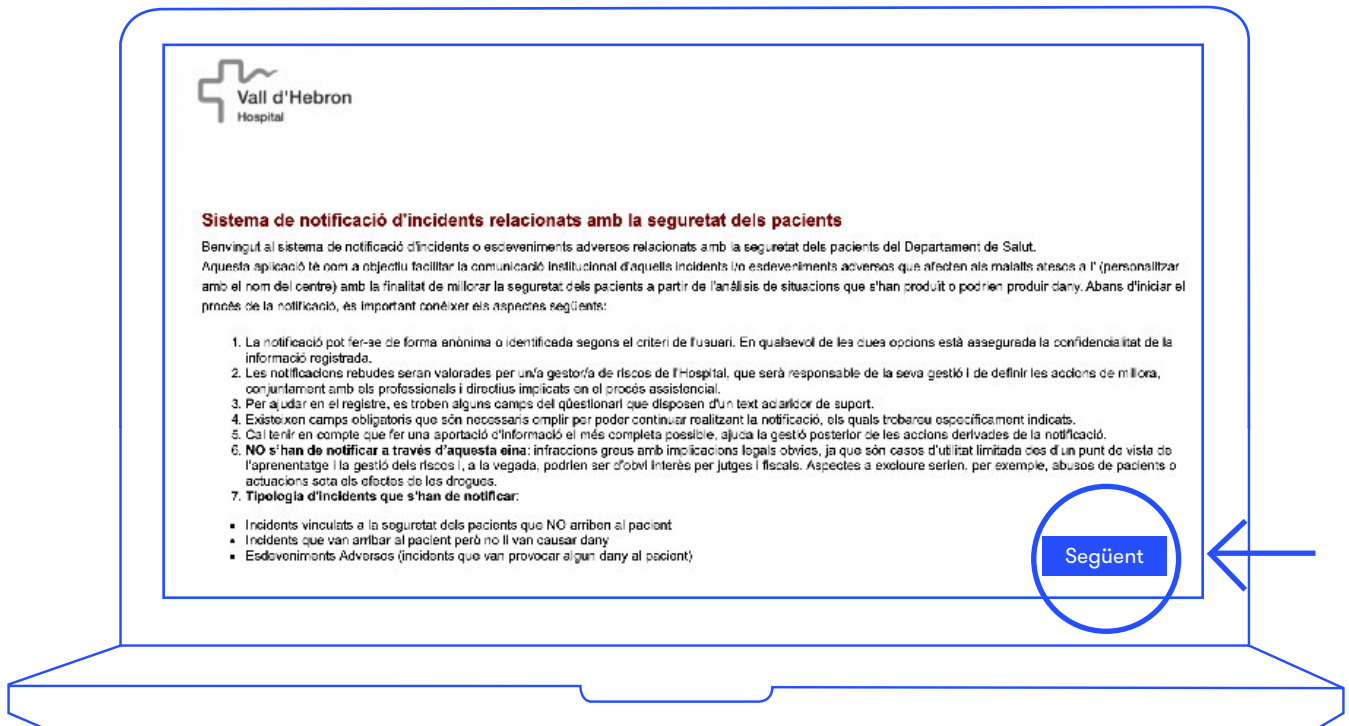 Vall d'Hebron
Hospital
Sistema de notificació d'incidents relacionats amb la seguretat dels pacients
Benvingut al sistema de notificació d'incidents o esdeveniments adversos relacionats amb la seguretat dels pacients del Departament de Salut.
Aquesta aplicació té com a objectiu facilitar la comunicació institucional d'aquells incidents i/o esdeveniments adversos que afecten als malalts atesos a l' (personalitzar
amb el nom del centre) amb la finalitat de millorar la seguretat dels pacients a partir de l'anàlisis de situacions que s'han produït o podrien produir dany. Abans d'iniciar el
procés de la notificació, és important conèixer els aspectes següents:
1. La notificació pot fer-se de forma anònima o identificada segons el criteri de l'usuari. En qualsevol de les dues opcions està assegurada la confidencialitat de la
informació registrada.
2. Les notificacions rebudes seran valorades per un/a gestor/a de riscos de l'Hospital, que serà responsable de la seva gestió i de definir les accions de millora,
conjuntament amb els professionals i directius implicats en el procés assistencial.
3. Per ajudar en el registre, es troben alguns camps del qüestionari que disposen d'un text aclaridor de suport.
4. Existeixen camps obligatoris que són necessaris omplir per poder continuar realitzant la notificació, els quals trobareu específicament indicats.
5. Cal tenir en compte que fer una aportació d'informació el més completa possible, ajuda la gestió posterior de les accions derivades de la notificació.
6. NO s'han de notificar a través d'aquesta eina: infraccions greus amb implicacions legals obvies, ja que són casos d'utilitat limitada des d'un punt de vista de
l'aprenentatge i la gestió dels riscos i, a la vegada, podrien ser d'obvi interès per jutges i fiscals. Aspectes a excloure serien, per exemple, abusos de pacients o
actuacions sota els efectes de les drogues.
7. Tipologia d'incidents que s'han de notificar:
▪ Incidents vinculats a la seguretat dels pacients que NO arriben al pacient
▪ Incidents que van arribar al pacient però no li van causar dany
▪ Esdeveniments Adversos (incidents que van provocar algun dany al pacient)
Següent